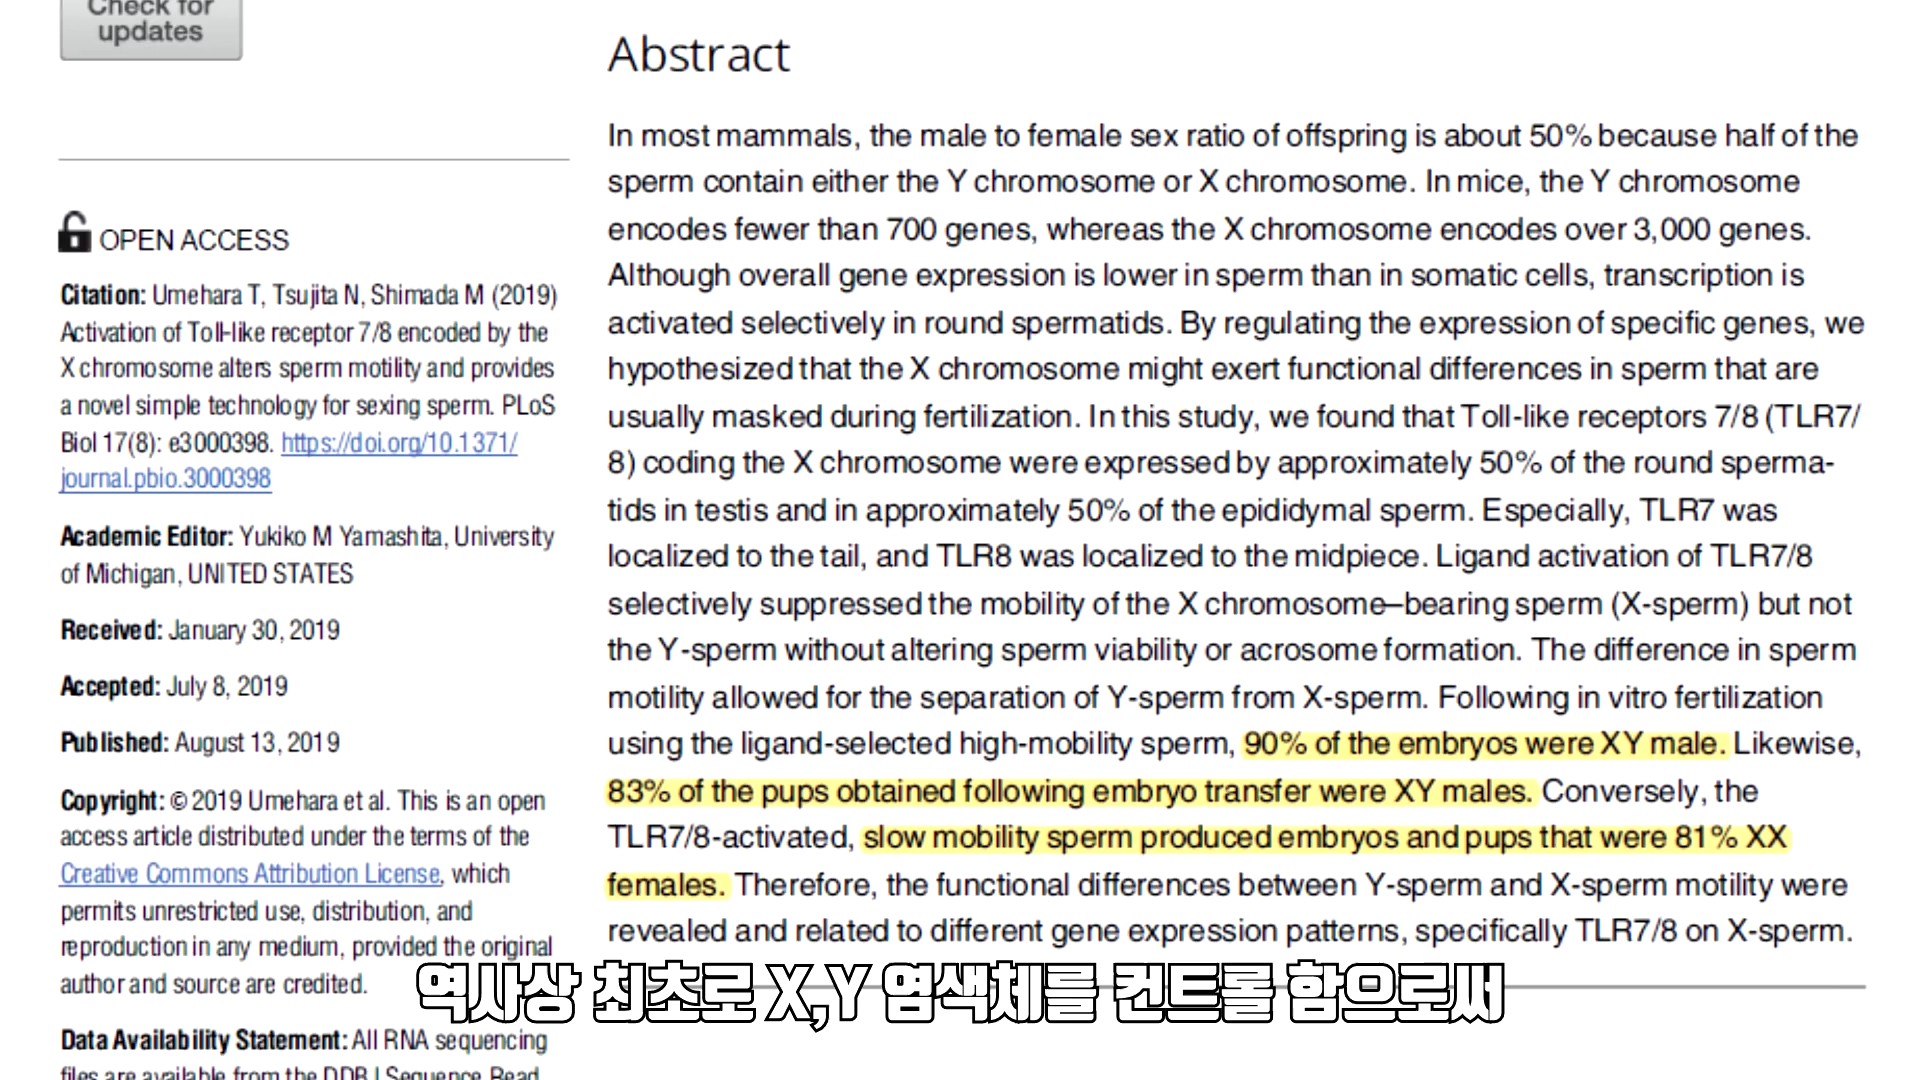 Check for
updates
OPEN ACCESS
Citation: Umehara T, Tsujita N, Shimada M (2019)
Activation of Toll-like receptor 7/8 encoded by the
X chromosome alters sperm motility and provides
a novel simple technology for sexing sperm. PLoS
Biol 17(8): e3000398. https://doi.org/10.1371/
journal.pbio.3000398
Academic Editor: Yukiko M Yamashita, University
of Michigan, UNITED STATES
Received: January 30, 2019
Accepted: July 8, 2019
Published: August 13, 2019
Copyright: © 2019 Umehara et al. This is an open
access article distributed under the terms of the
Creative Commons Attribution License, which
permits unrestricted use, distribution, and
reproduction in any medium, provided the original
author and source are credited.
Data Availability Statement: All RNA sequencing
files are available from the DDBJ Sequence Read
Abstract
In most mammals, the male to female sex ratio of offspring is about 50% because half of the
sperm contain either the Y chromosome or X chromosome. In mice, the Y chromosome
encodes fewer than 700 genes, whereas the X chromosome encodes over 3,000 genes.
Although overall gene expression is lower in sperm than in somatic cells, transcription is
activated selectively in round spermatids. By regulating the expression of specific genes, we
hypothesized that the X chromosome might exert functional differences in sperm that are
usually masked during fertilization. In this study, we found that Toll-like receptors 7/8 (TLR7/
8) coding the X chromosome were expressed by approximately 50% of the round sperma-
tids in testis and in approximately 50% of the epididymal sperm. Especially, TLR7 was
localized to the tail, and TLR8 was localized to the midpiece. Ligand activation of TLR7/8
selectively suppressed the mobility of the X chromosome–bearing sperm (X-sperm) but not
the Y-sperm without altering sperm viability or acrosome formation. The difference in sperm
motility allowed for the separation of Y-sperm from X-sperm. Following in vitro fertilization
using the ligand-selected high-mobility sperm, 90% of the embryos were XY male. Likewise,
83% of the pups obtained following embryo transfer were XY males. Conversely, the
TLR7/8-activated, slow mobility sperm produced embryos and pups that were 81% XX
females. Therefore, the functional differences between Y-sperm and X-sperm motility were
revealed and related to different gene expression patterns, specifically TLR7/8 on X-sperm.
역사상 최초로 X,Y 염색체를 컨트롤 함으로써